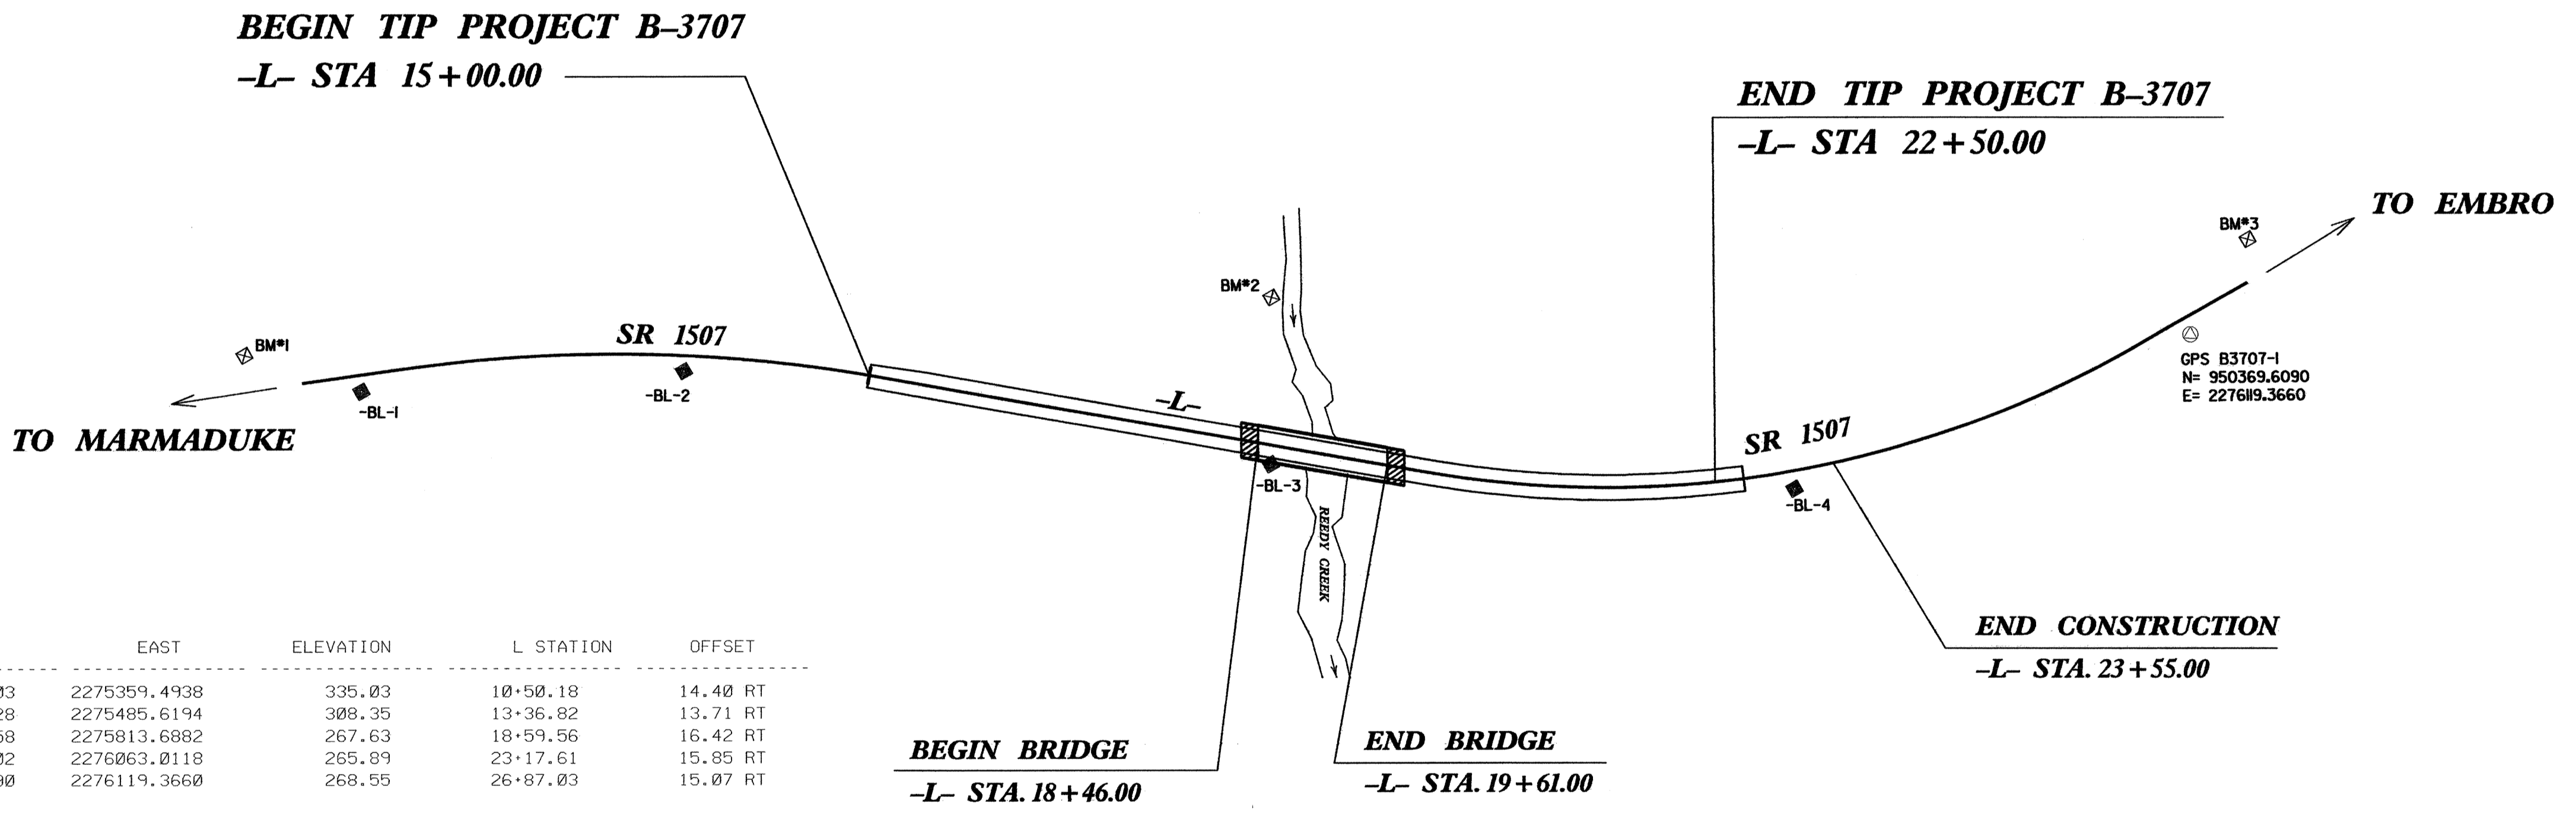 BEGIN TIP PROJECT B–3707
–L– STA 15+00.00
END TIP PROJECT B–3707
–L– STA 22+50.00
TO EMBRO
BM#3
BM#2
BM#1
SR 1507
GPS B3707-1
N= 950369.6090
E= 2276119.3660
-BL-1
-BL-2
–L–
TO MARMADUKE
SR 1507
-BL-3
-BL-4
REEDY CREEK
END CONSTRUCTION
–L– STA. 23+55.00
EAST ELEVATION L STATION OFFSET
03 2275359.4938 335.03 10+50.18 14.40 RT
28 2275485.6194 308.35 13+36.82 13.71 RT
58 2275813.6882 267.63 18+59.56 16.42 RT
02 2276063.0118 265.89 23+17.61 15.85 RT
90 2276119.3660 268.55 26+87.03 15.07 RT
BEGIN BRIDGE
–L– STA. 18+46.00
END BRIDGE
–L– STA. 19+61.00